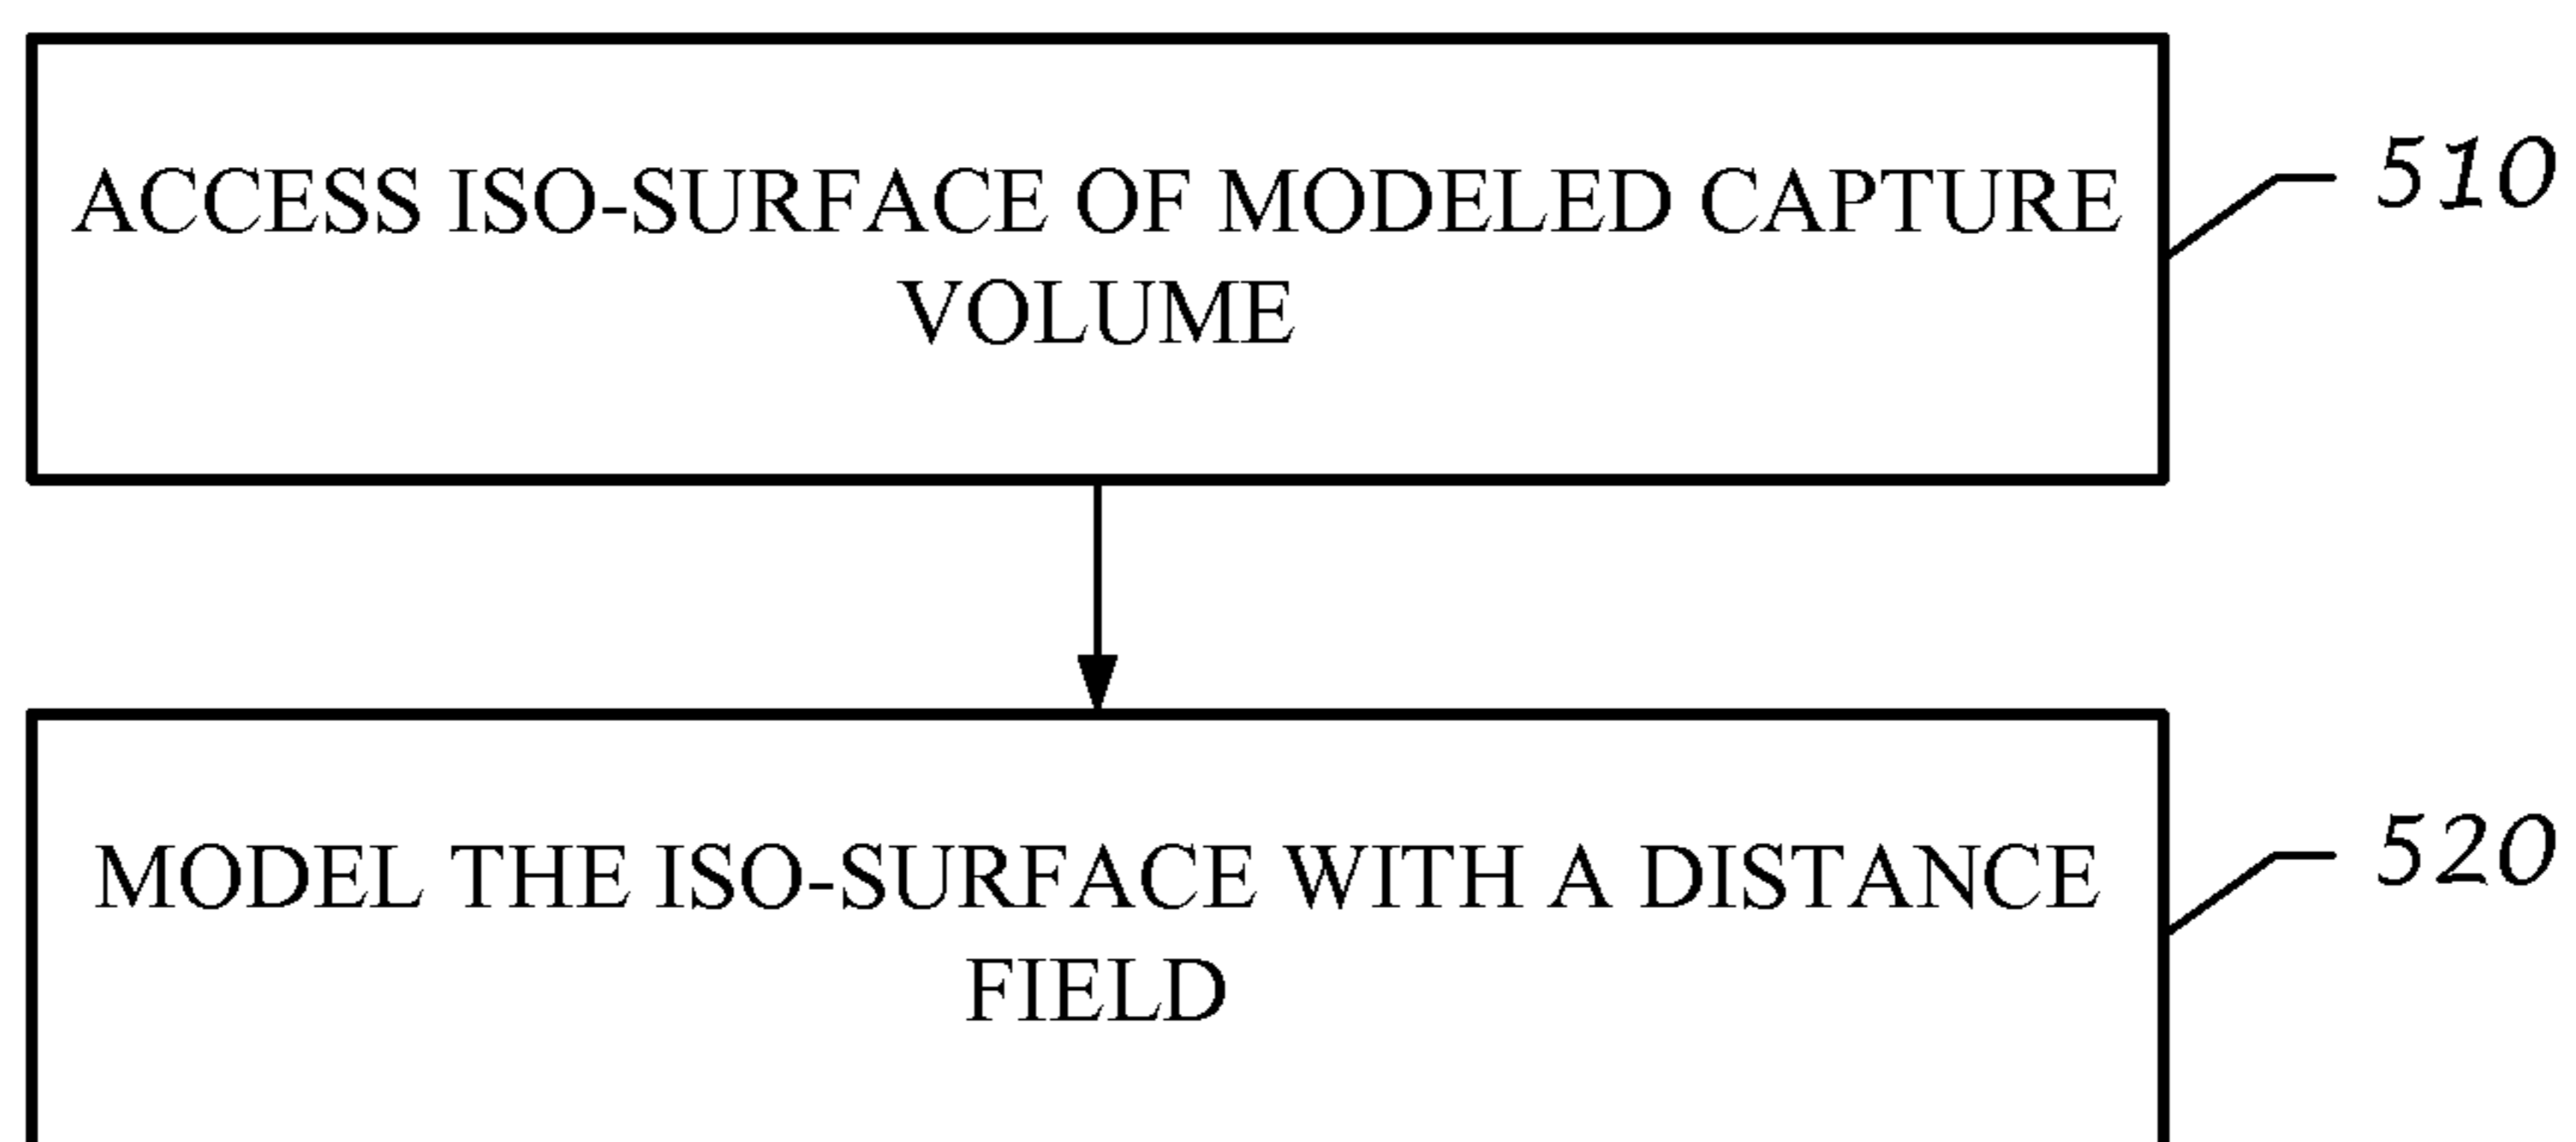 ACCESS ISO-SURFACE OF MODELED CAPTURE
VOLUME
510
MODEL THE ISO-SURFACE WITH A DISTANCE
FIELD
520